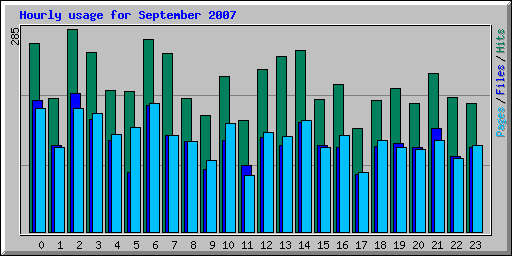 Hourly usage for September 2007
285
Pages/Files/Hits
0 1 2 3 4 5 6 7 8 9 10 11 12 13 14 15 16 17 18 19 20 21 22 23